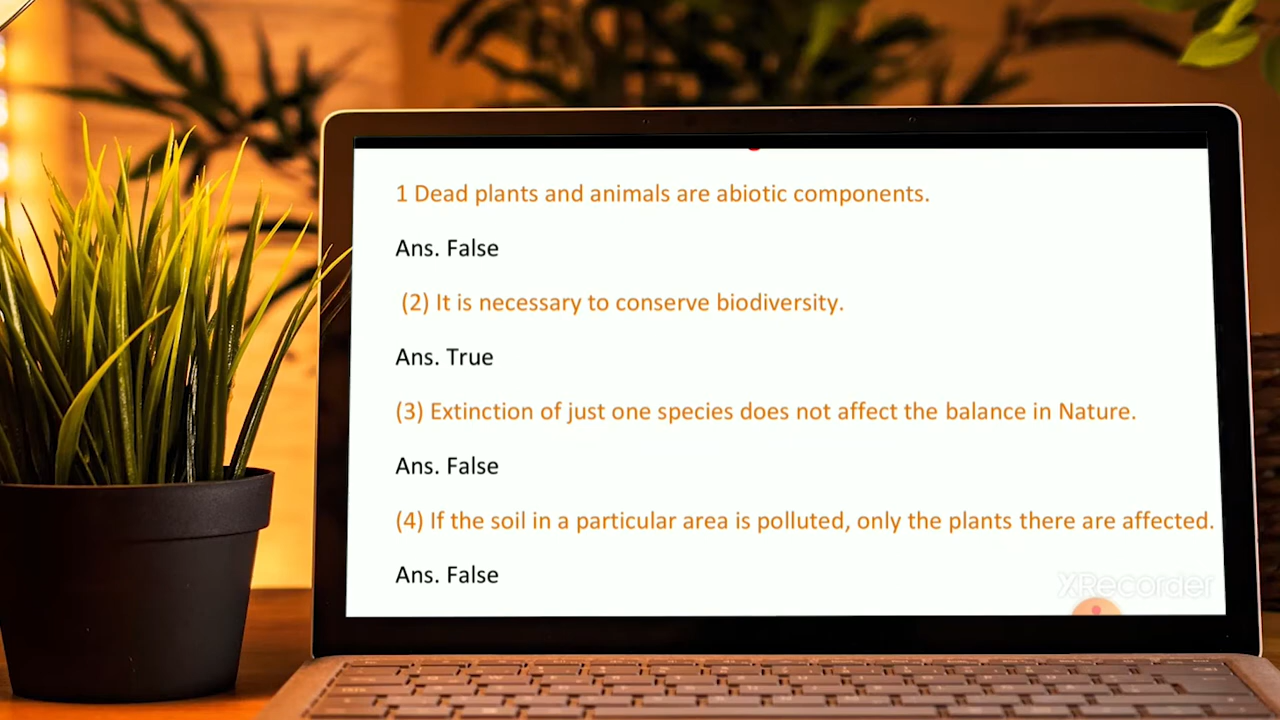 1 Dead plants and animals are abiotic components.
Ans. False
(2) It is necessary to conserve biodiversity.
Ans. True
(3) Extinction of just one species does not affect the balance in Nature.
Ans. False
(4) If the soil in a particular area is polluted, only the plants there are affected.
Ans. False
XRecorder